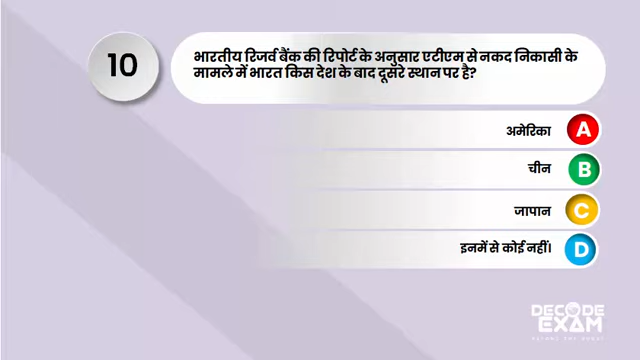 10
भारतीय रिजर्व बैंक की रिपोर्ट के अनुसार एटीएम से नकद निकासी के
मामले में भारत किस देश के बाद दूसरे स्थान पर है?
अमेरिका A
चीन B
जापान C
इनमें से कोई नहीं। D
DECODE
EXAM